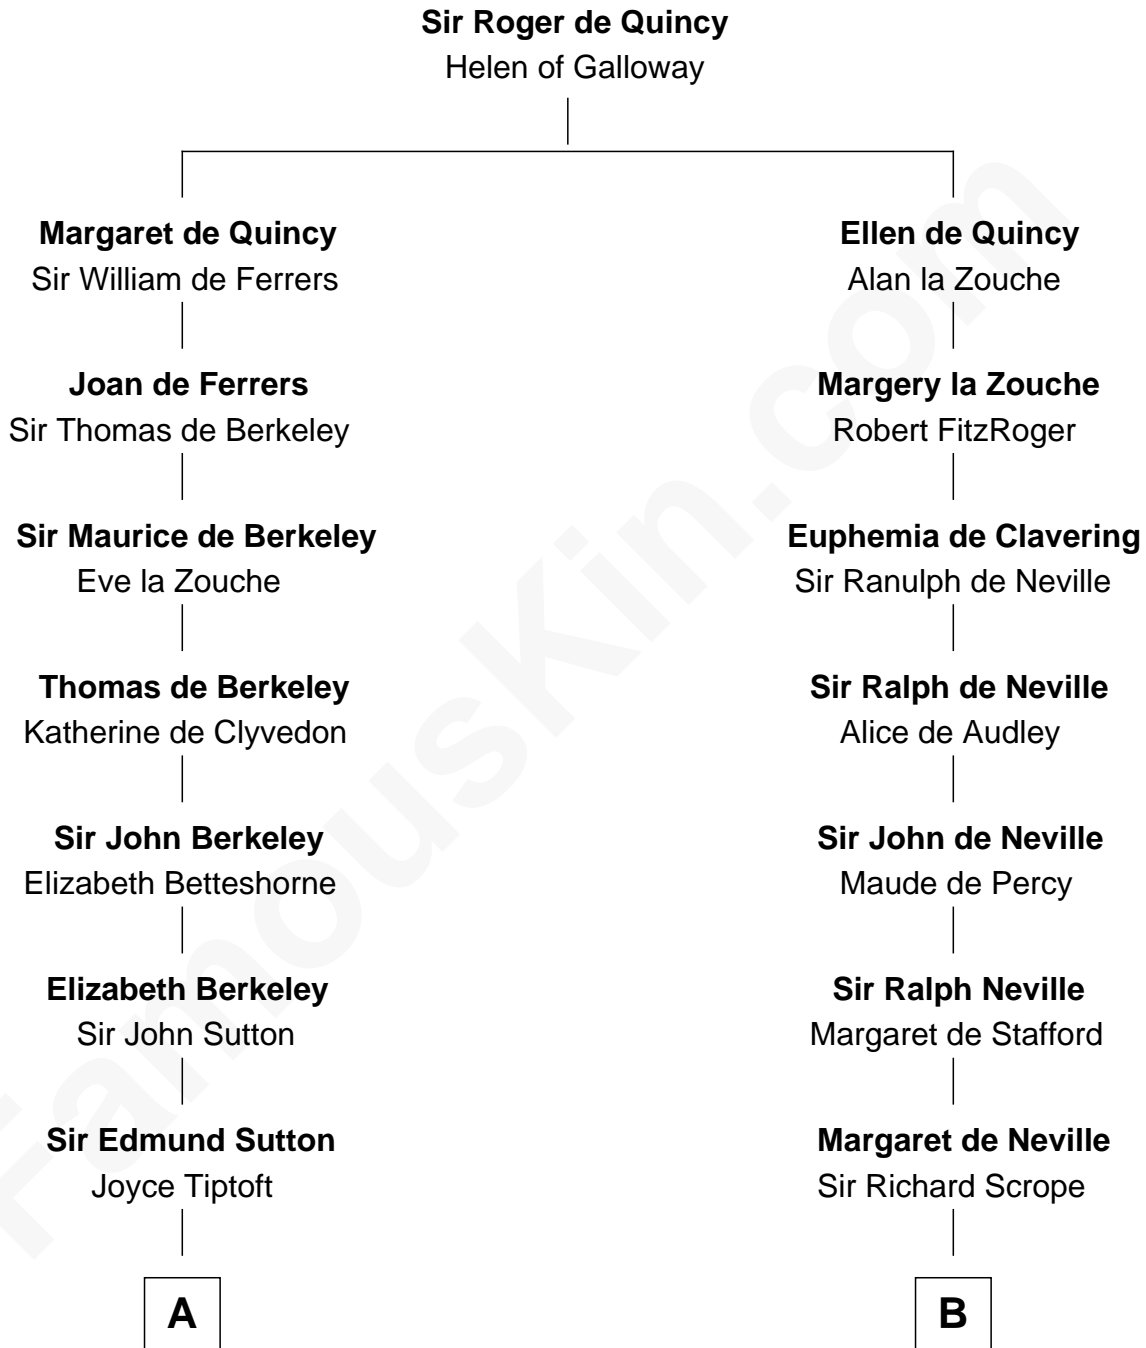 Sir Roger de Quincy
Helen of Galloway
Margaret de Quincy
Sir William de Ferrers
Joan de Ferrers
Sir Thomas de Berkeley
Sir Maurice de Berkeley
Eve la Zouche
Thomas de Berkeley
Katherine de Clyvedon
Sir John Berkeley
Elizabeth Betteshorne
Elizabeth Berkeley
Sir John Sutton
Sir Edmund Sutton
Joyce Tiptoft
A
Ellen de Quincy
Alan la Zouche
Margery la Zouche
Robert FitzRoger
Euphemia de Clavering
Sir Ranulph de Neville
Sir Ralph de Neville
Alice de Audley
Sir John de Neville
Maude de Percy
Sir Ralph Neville
Margaret de Stafford
Margaret de Neville
Sir Richard Scrope
B
FamousKin.com